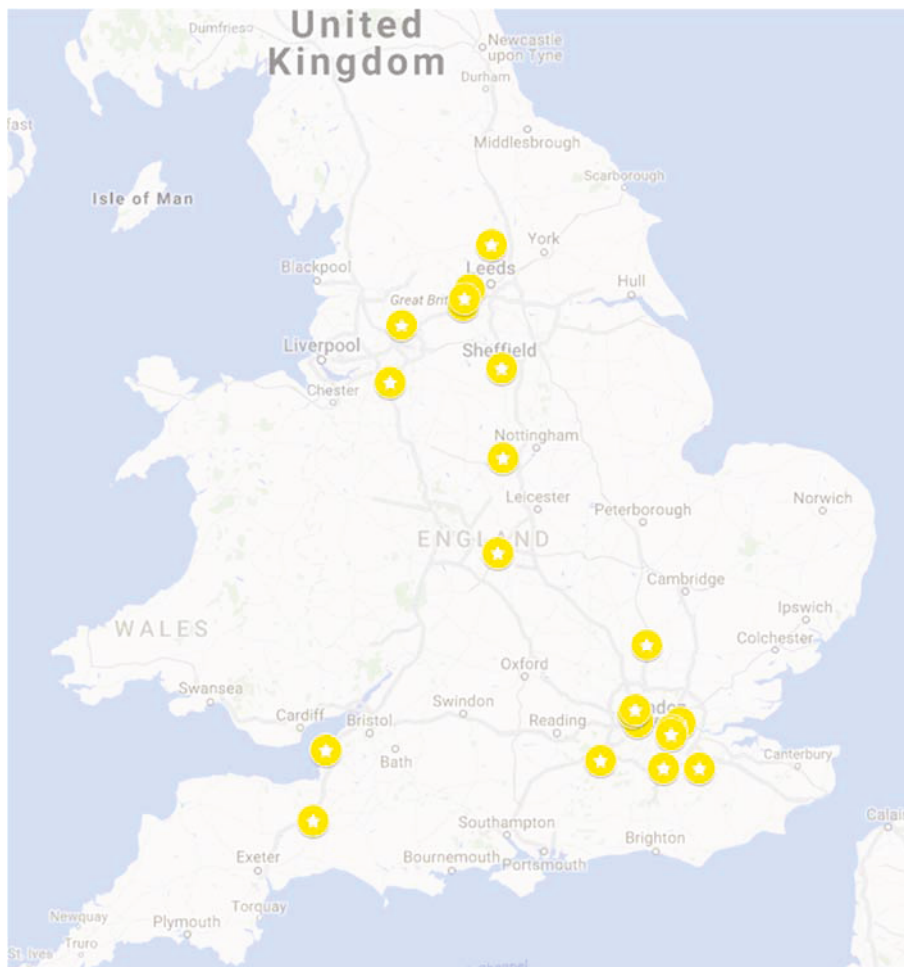 United
Kingdom
Dumfries
Newcastle
upon Tyne
Durham
Middlesbrough
Scarborough
Isle of Man
York
Blackpool
Leeds
Hull
Liverpool
Sheffield
Chester
Nottingham
Leicester
Norwich
Peterborough
ENGLAND
Cambridge
WALES
Ipswich
Colchester
Oxford
Swansea
Swindon
Cardiff
Bristol
Reading
Bath
Canterbury
Southampton
Brighton
Exeter
Bournemouth
Portsmouth
Torquay
Newquay
Plymouth
Truro
St Ives